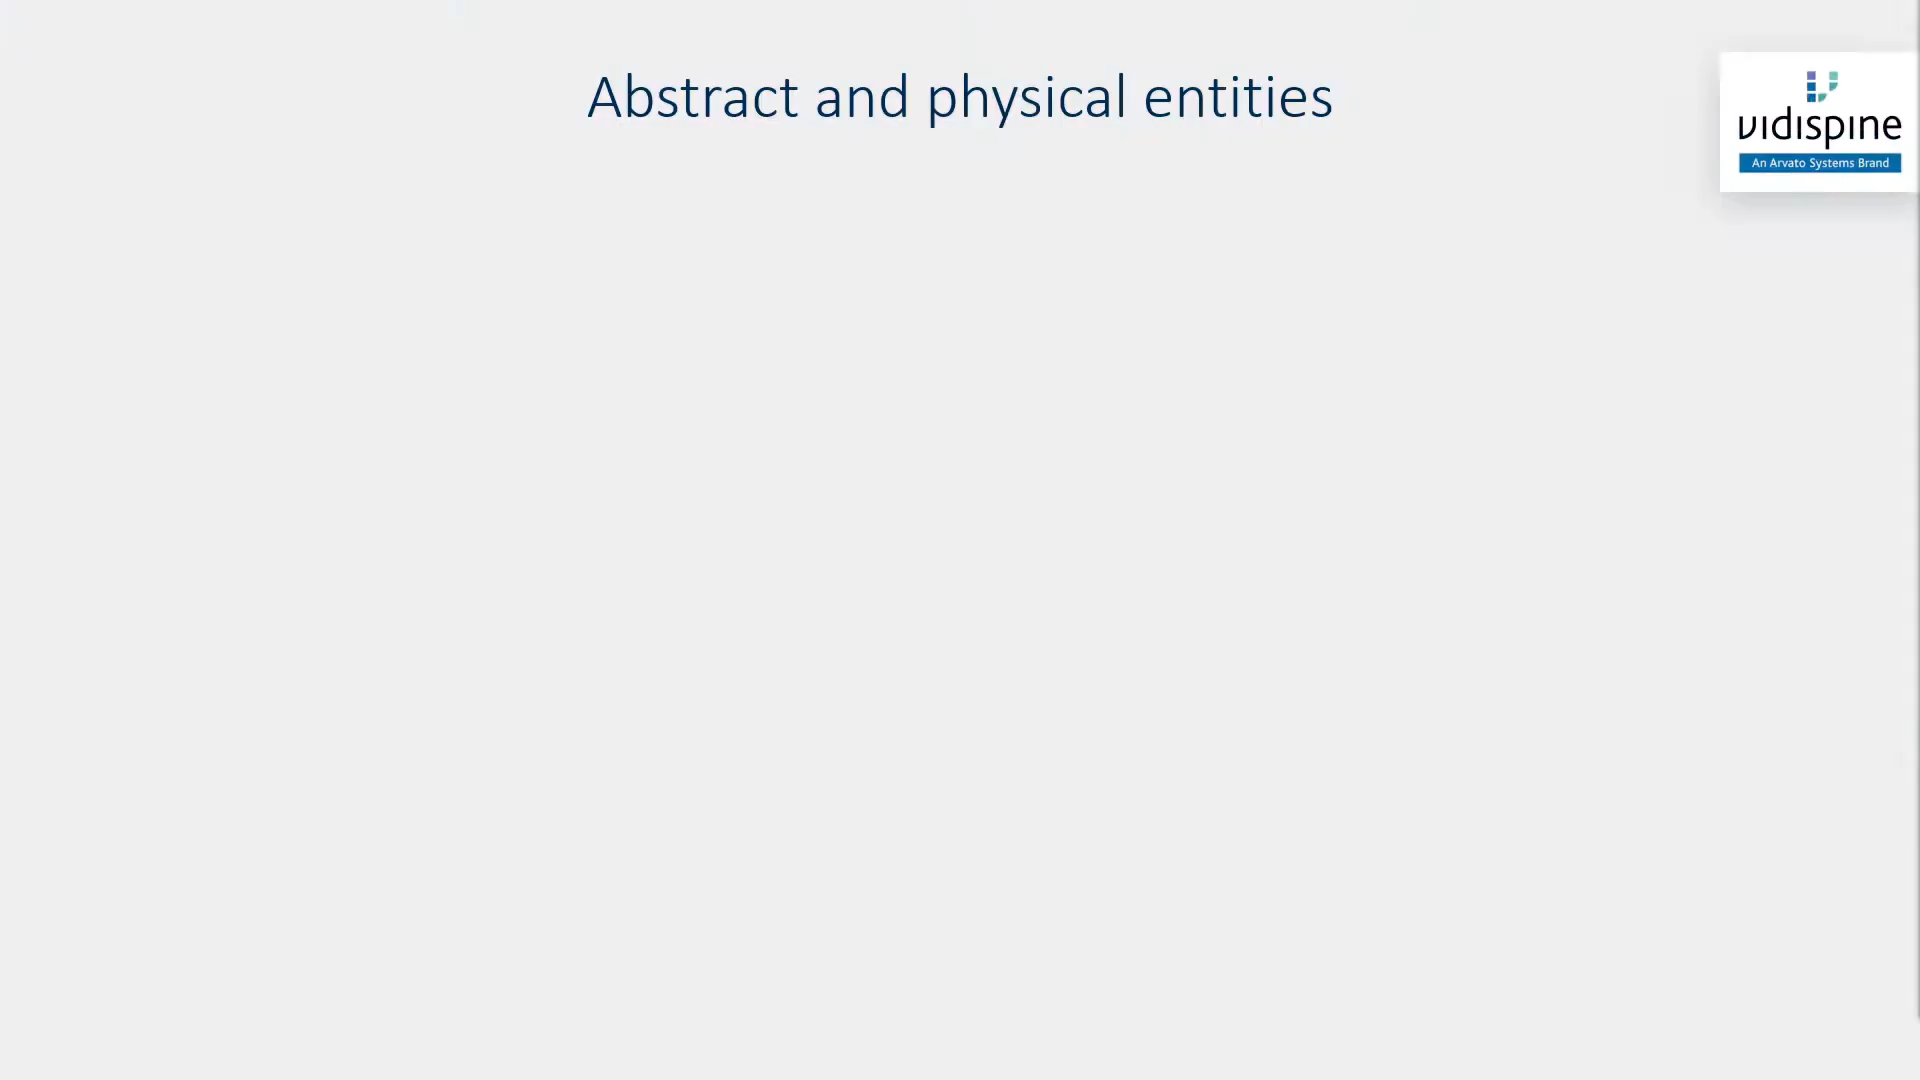 Abstract and physical entities
vidispine
An Arvato Systems Brand